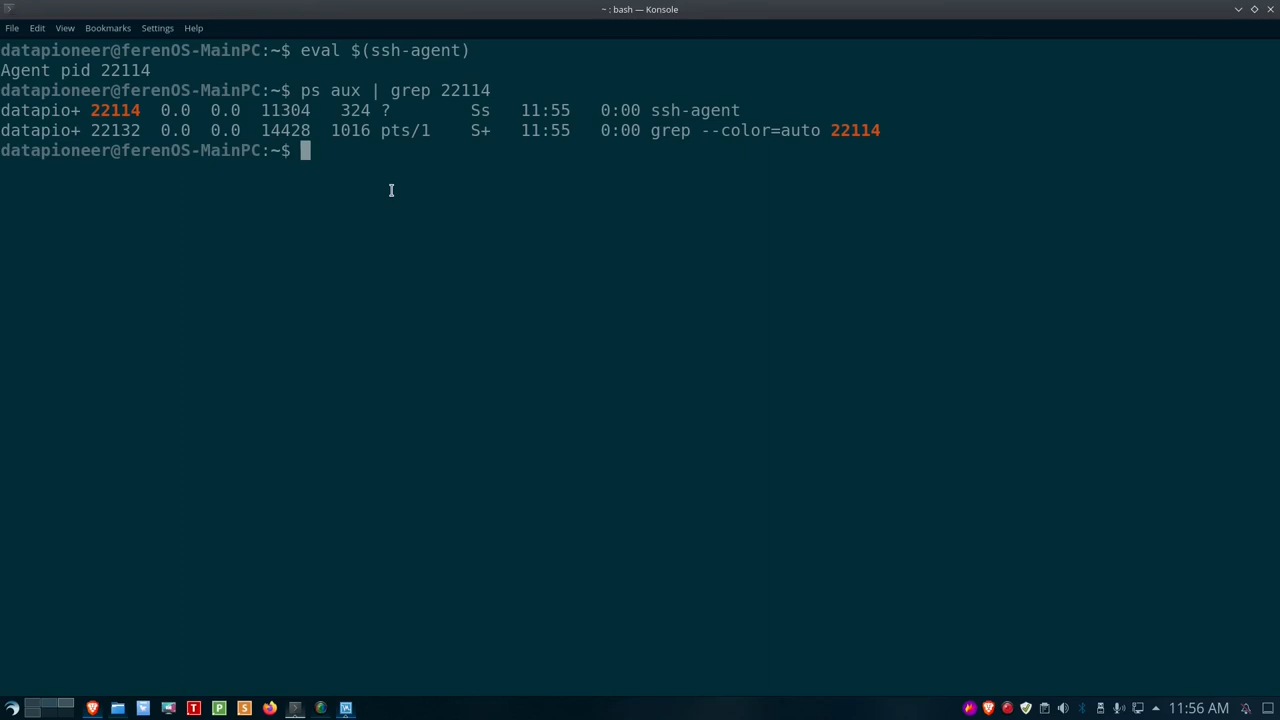 ~ : bash — Konsole
File Edit View Bookmarks Settings Help
datapioneer@ferenOS-MainPC:~$ eval $(ssh-agent)
Agent pid 22114
datapioneer@ferenOS-MainPC:~$ ps aux | grep 22114
datapio+ 22114  0.0  0.0  11304   324 ?        Ss   11:55   0:00 ssh-agent
datapio+ 22132  0.0  0.0  14428  1016 pts/1    S+   11:55   0:00 grep --color=auto 22114
datapioneer@ferenOS-MainPC:~$
T P S 11:56 AM